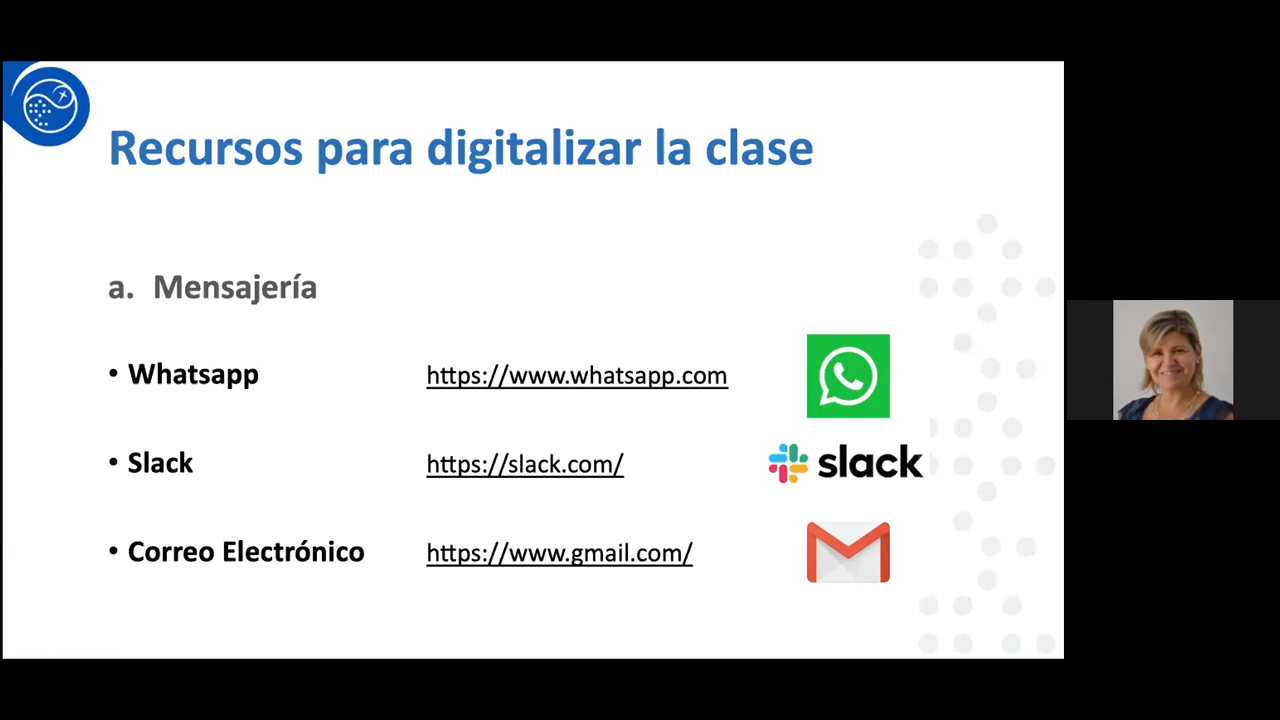 Recursos para digitalizar la clase
a. Mensajería
• Whatsapp https://www.whatsapp.com
• Slack https://slack.com/ slack
• Correo Electrónico https://www.gmail.com/